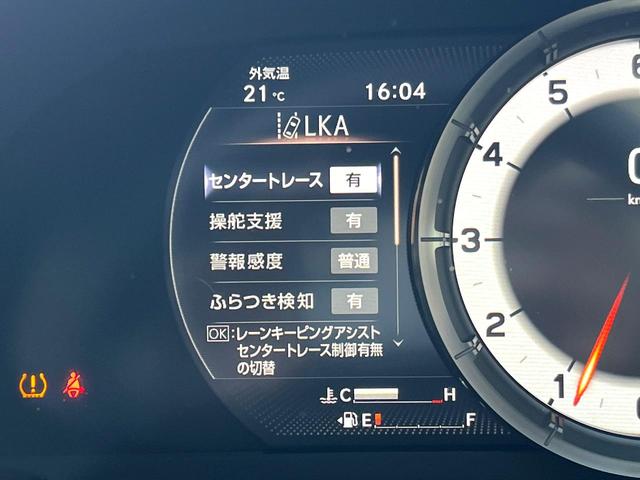 外気温
21℃ 16:04
LKA
センタートレース 有
操舵支援 有
警報感度 普通
ふらつき検知 有
OK:レーンキーピングアシスト
センタートレース制御有無
の切替
C H
E F
6
5
4
3
2
1
0
km